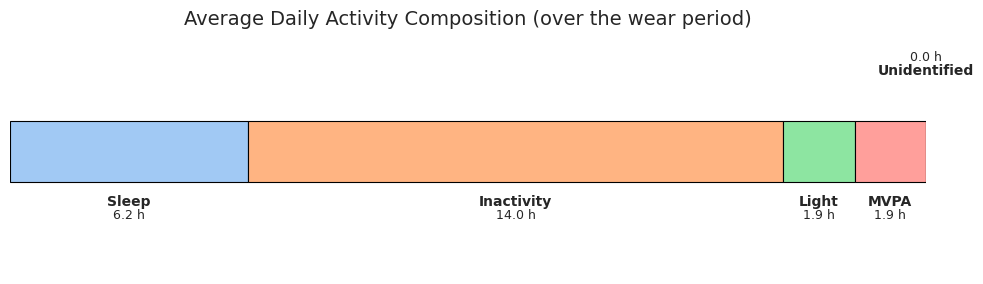 Average Daily Activity Composition (over the wear period)
0.0 h
Unidentified
Sleep
6.2 h
Inactivity
14.0 h
Light
1.9 h
MVPA
1.9 h